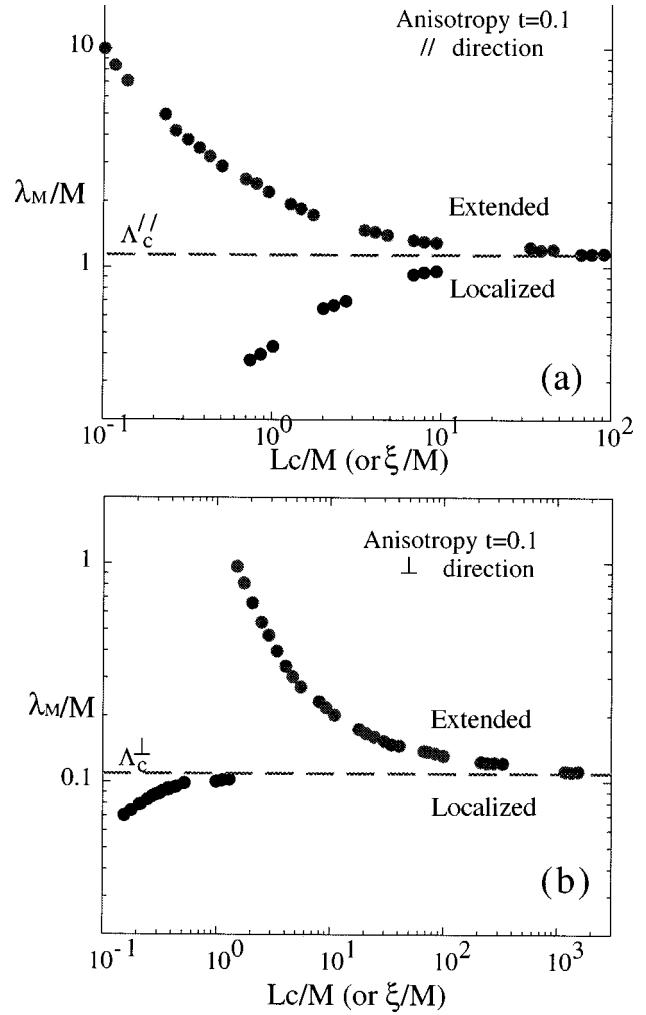 Anisotropy t=0.1
// direction
10
λM/M
Λc//
1
Extended
Localized
(a)
10-1
100
101
102
Lc/M (or ξ/M)
Anisotropy t=0.1
⊥ direction
1
λM/M
Λc⊥
0.1
Extended
Localized
(b)
10-1
100
101
102
103
Lc/M (or ξ/M)